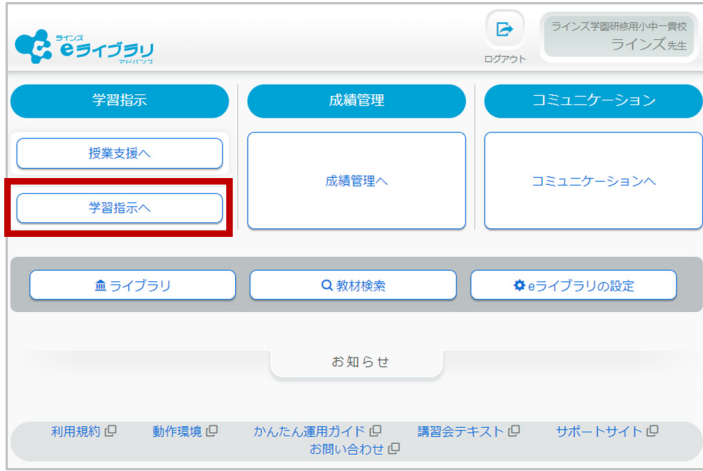 ラインズ
eライブラリ
アドバンス
ログアウト
ラインズ学園研修用小中一貫校
ラインズ先生
学習指示
成績管理
コミュニケーション
授業支援へ
学習指示へ
成績管理へ
コミュニケーションへ
ライブラリ
教材検索
eライブラリの設定
お知らせ
利用規約 動作環境 かんたん運用ガイド 講習会テキスト サポートサイト
お問い合わせ